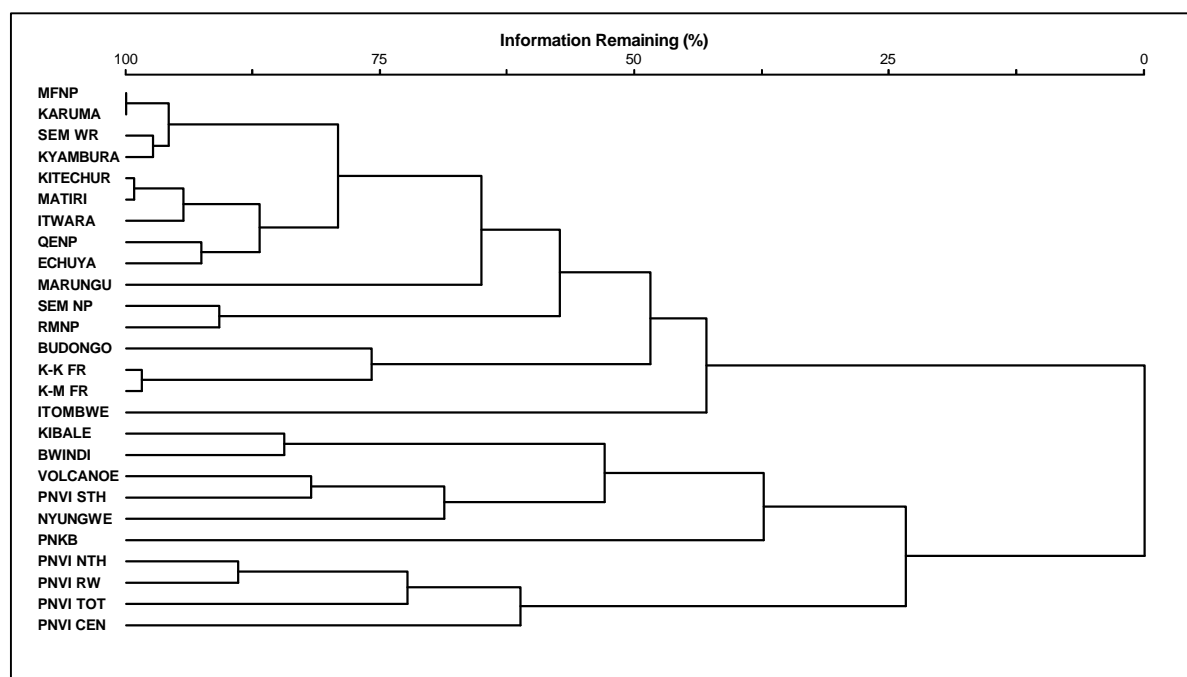 Information Remaining (%)
100 75 50 25 0
MFNP
KARUMA
SEM WR
KYAMBURA
KITECHUR
MATIRI
ITWARA
QENP
ECHUYA
MARUNGU
SEM NP
RMNP
BUDONGO
K-K FR
K-M FR
ITOMBWE
KIBALE
BWINDI
VOLCANOE
PNVI STH
NYUNGWE
PNKB
PNVI NTH
PNVI RW
PNVI TOT
PNVI CEN